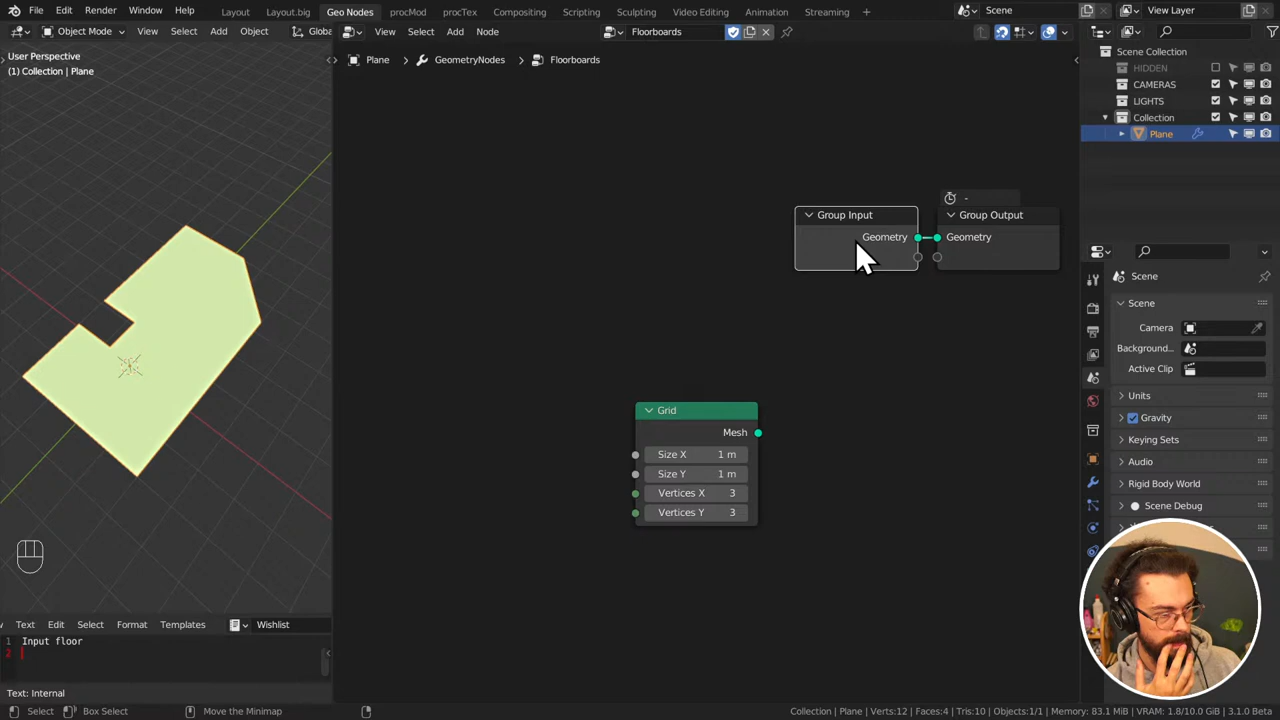 File Edit Render Window Help Layout Layout.big Geo Nodes procMod procTex Compositing Scripting Sculpting Video Editing Animation Streaming + Scene View Layer
Object Mode View Select Add Object Globa
View Select Add Node Floorboards
User Perspective
(1) Collection | Plane
Plane > GeometryNodes > Floorboards
Scene Collection
HIDDEN
CAMERAS
LIGHTS
Collection
Plane
Group Input
Geometry
-
Group Output
Geometry
Grid
Mesh
Size X 1 m
Size Y 1 m
Vertices X 3
Vertices Y 3
Scene
Scene
Camera
Background...
Active Clip
Units
Gravity
Keying Sets
Audio
Rigid Body World
Scene Debug
Text Edit Select Format Templates Wishlist
1 Input floor
2
Text: Internal
Select Box Select Move the Minimap
Collection | Plane | Verts:12 | Faces:4 | Tris:10 | Objects:1/1 | Memory: 83.1 MiB | VRAM: 1.8/10.0 GiB | 3.1.0 Beta